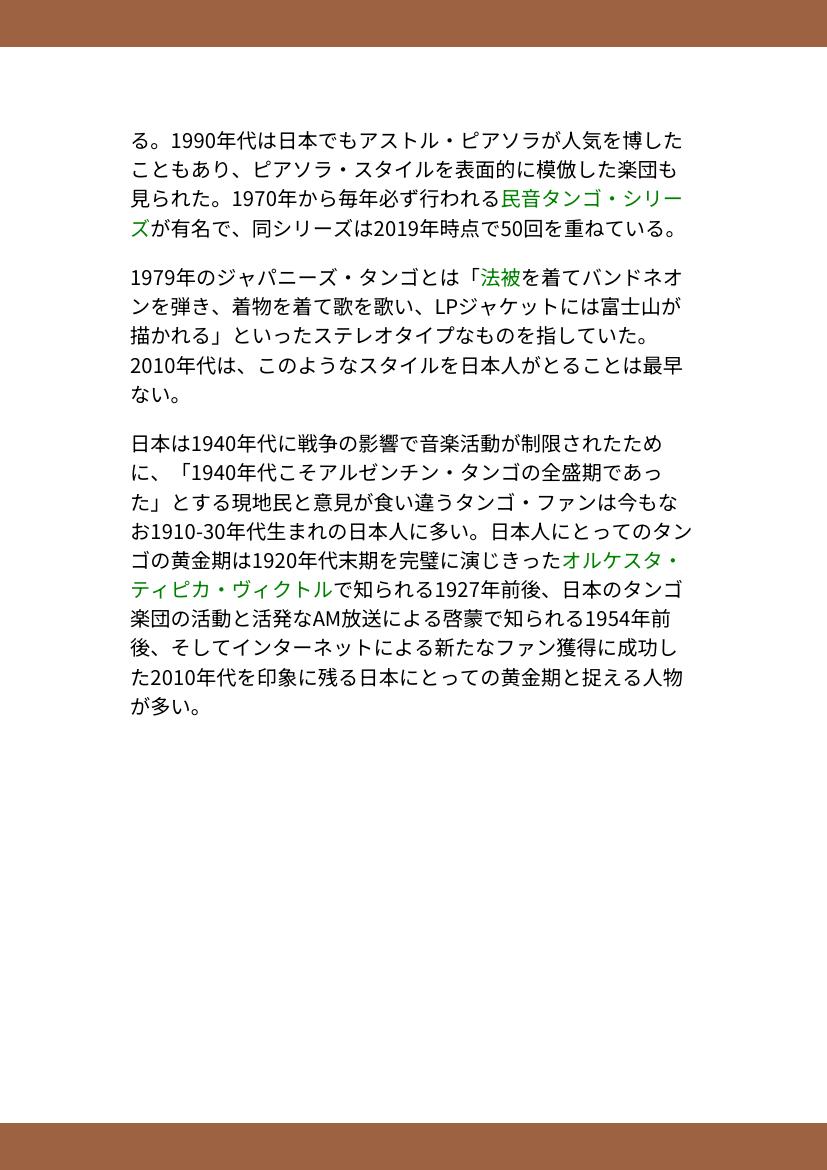 る。1990年代は日本でもアストル・ピアソラが人気を博した
こともあり、ピアソラ・スタイルを表面的に模倣した楽団も
見られた。1970年から毎年必ず行われる民音タンゴ・シリー
ズが有名で、同シリーズは2019年時点で50回を重ねている。
1979年のジャパニーズ・タンゴとは「法被を着てバンドネオ
ンを弾き、着物を着て歌を歌い、LPジャケットには富士山が
描かれる」といったステレオタイプなものを指していた。
2010年代は、このようなスタイルを日本人がとることは最早
ない。
日本は1940年代に戦争の影響で音楽活動が制限されたため
に、「1940年代こそアルゼンチン・タンゴの全盛期であっ
た」とする現地民と意見が食い違うタンゴ・ファンは今もな
お1910-30年代生まれの日本人に多い。日本人にとってのタン
ゴの黄金期は1920年代末期を完璧に演じきったオルケスタ・
ティピカ・ヴィクトルで知られる1927年前後、日本のタンゴ
楽団の活動と活発なAM放送による啓蒙で知られる1954年前
後、そしてインターネットによる新たなファン獲得に成功し
た2010年代を印象に残る日本にとっての黄金期と捉える人物
が多い。